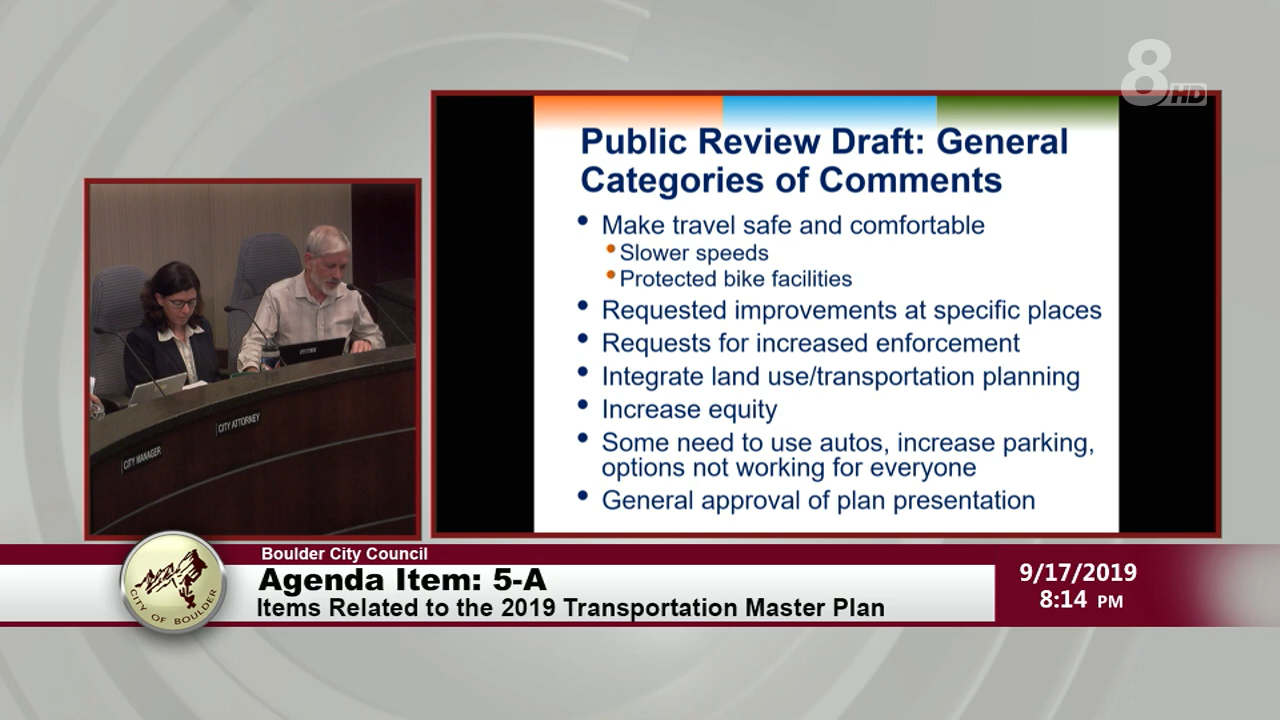 8 HD
Public Review Draft: General
Categories of Comments
• Make travel safe and comfortable
• Slower speeds
• Protected bike facilities
• Requested improvements at specific places
• Requests for increased enforcement
• Integrate land use/transportation planning
• Increase equity
• Some need to use autos, increase parking,
options not working for everyone
• General approval of plan presentation
CITY MANAGER
CITY ATTORNEY
CITY OF BOULDER
Boulder City Council
Agenda Item: 5-A
Items Related to the 2019 Transportation Master Plan
9/17/2019
8:14 PM